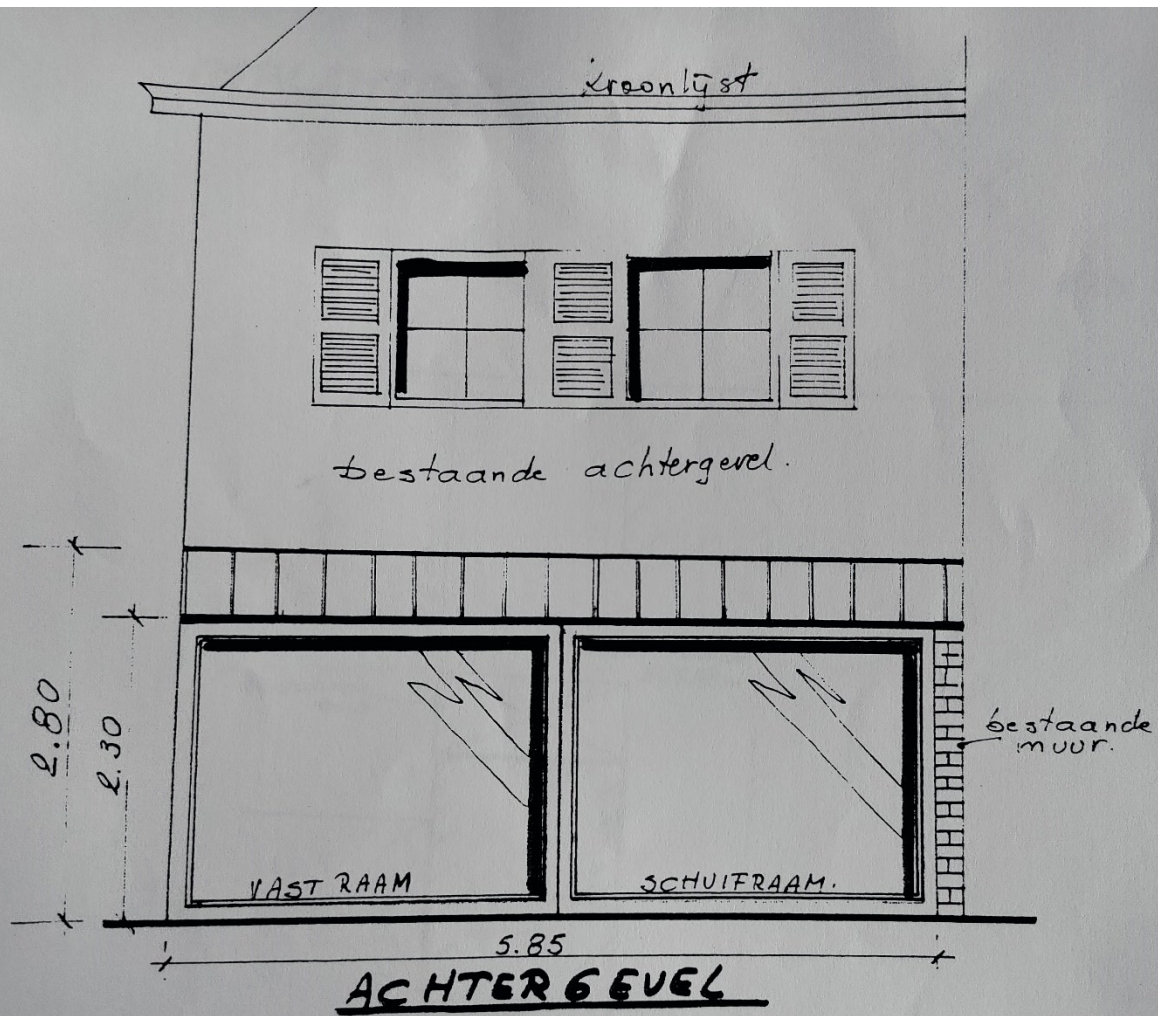 kroonlijst
bestaande achtergevel.
2.80
2.30
bestaande
muur.
VAST RAAM
SCHUIFRAAM.
5.85
ACHTERGEVEL